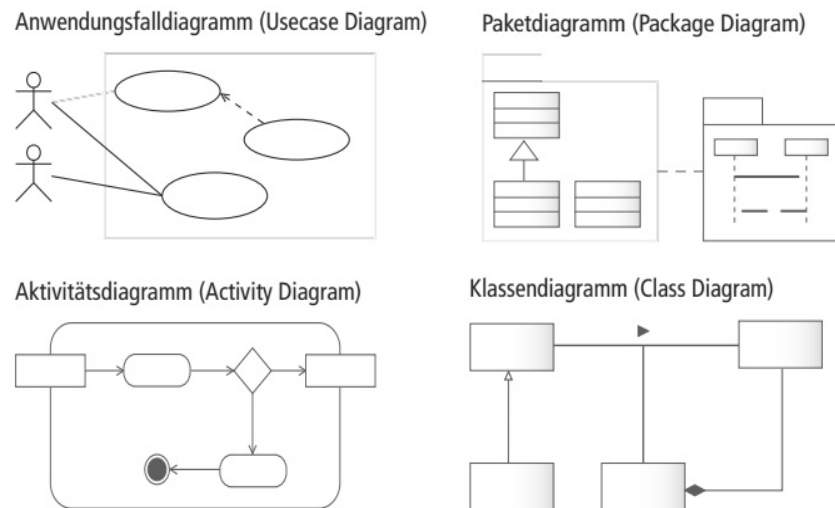 Anwendungsfalldiagramm (Usecase Diagram)
Paketdiagramm (Package Diagram)
Aktivitätsdiagramm (Activity Diagram)
Klassendiagramm (Class Diagram)